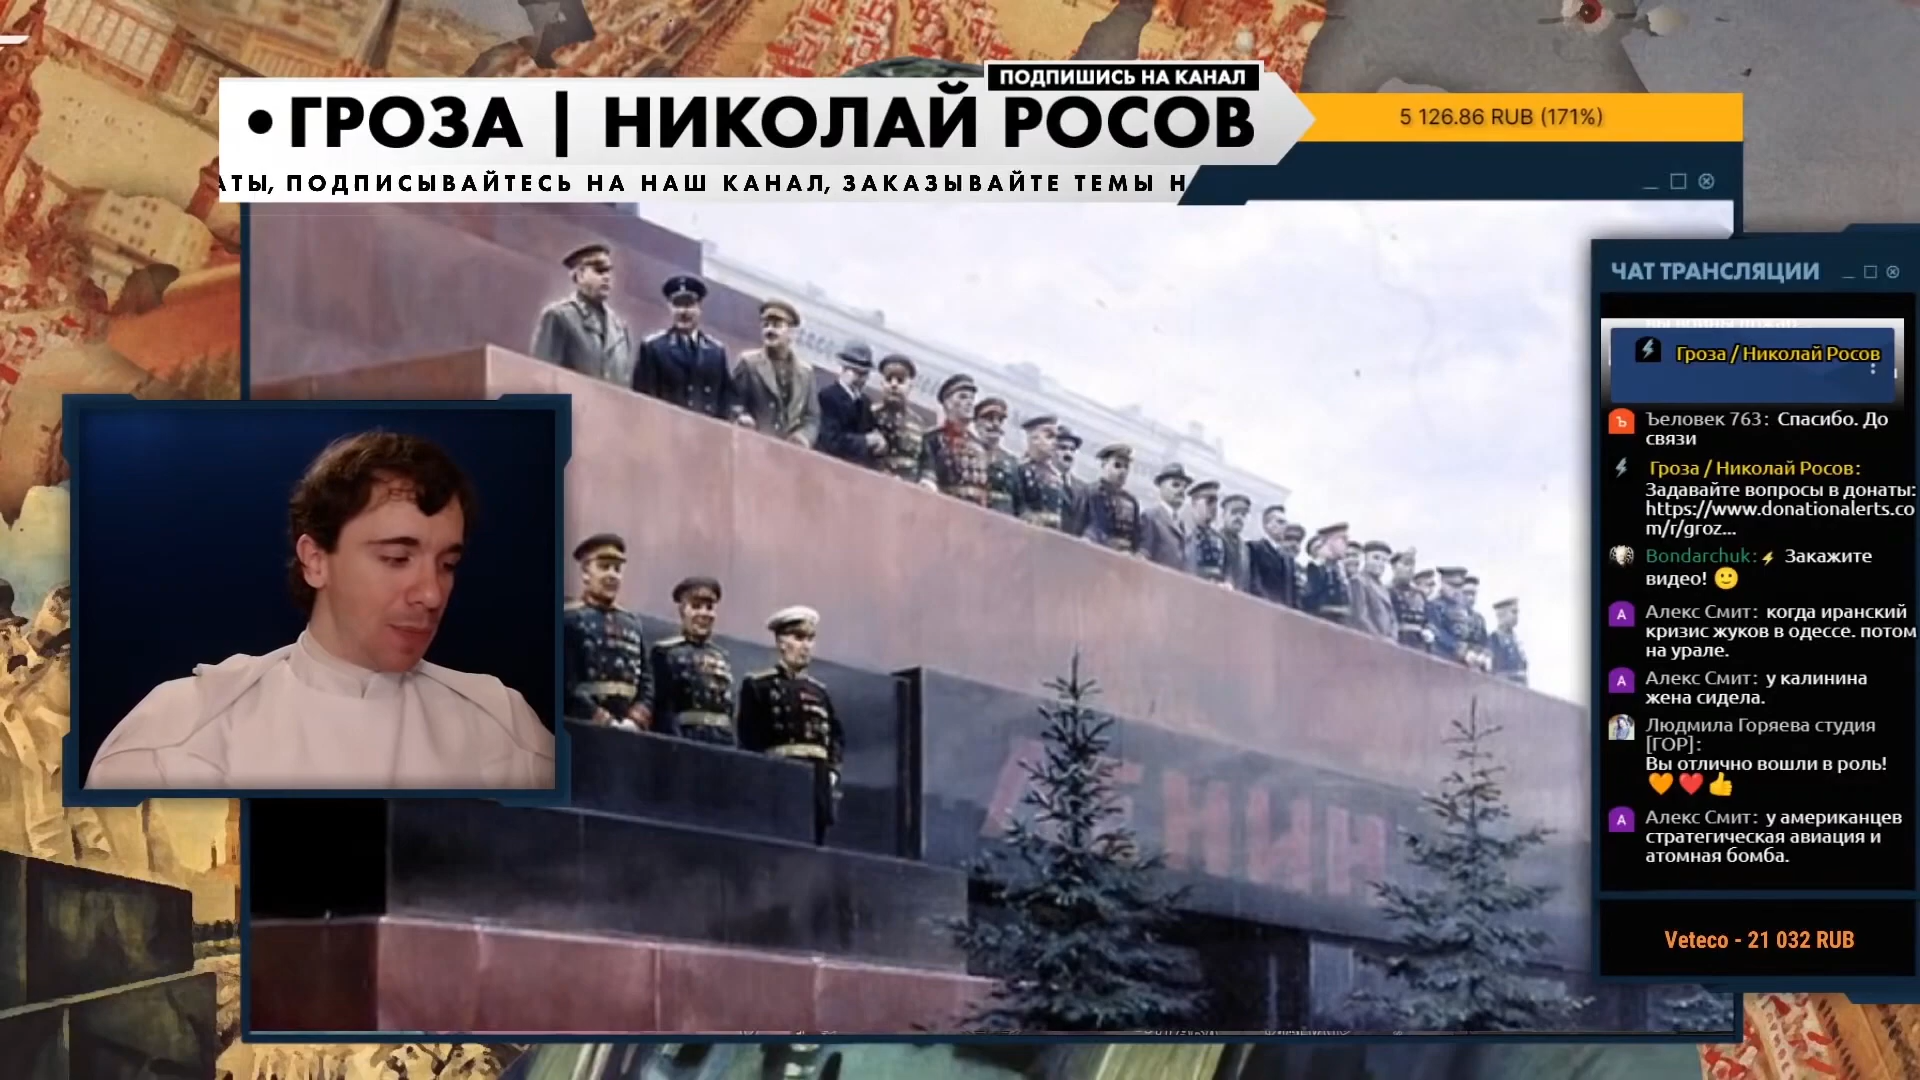 ПОДПИШИСЬ НА КАНАЛ
•ГРОЗА | НИКОЛАЙ РОСОВ
5 126.86 RUB (171%)
ПОДПИСЫВАЙТЕСЬ НА НАШ КАНАЛ, ЗАКАЗЫВАЙТЕ ТЕМЫ Н
ЧАТ ТРАНСЛЯЦИИ
Гроза / Николай Росов
Ъеловек 763: Спасибо. До
связи
Гроза / Николай Росов:
Задавайте вопросы в донаты:
https://www.donationalerts.co
m/r/groz...
Bondarchuk:⚡ Закажите
видео! 🙂
Алекс Смит: когда иранский
кризис жуков в одессе. потом
на урале.
Алекс Смит: у калинина
жена сидела.
Людмила Горяева студия
[ГОР]:
Вы отлично вошли в роль!
🧡❤️👍
Алекс Смит: у американцев
стратегическая авиация и
атомная бомба.
Veteco - 21 032 RUB
ЛЕНИН